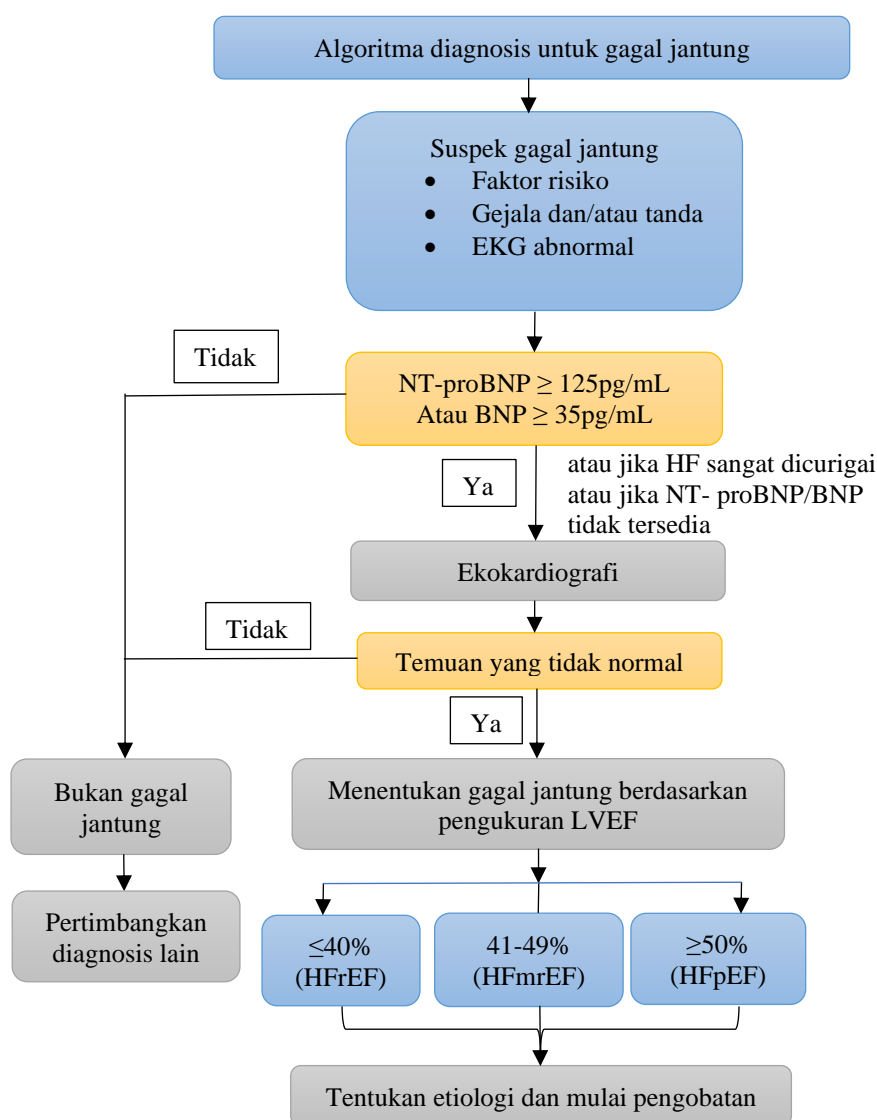 Algoritma diagnosis untuk gagal jantung
Suspek gagal jantung
• Faktor risiko
• Gejala dan/atau tanda
• EKG abnormal
Tidak
NT-proBNP ≥ 125pg/mL
Atau BNP ≥ 35pg/mL
Ya
atau jika HF sangat dicurigai
atau jika NT- proBNP/BNP
tidak tersedia
Ekokardiografi
Tidak
Temuan yang tidak normal
Ya
Bukan gagal
jantung
Menentukan gagal jantung berdasarkan
pengukuran LVEF
Pertimbangkan
diagnosis lain
≤40%
(HFrEF)
41-49%
(HFmrEF)
≥50%
(HFpEF)
Tentukan etiologi dan mulai pengobatan